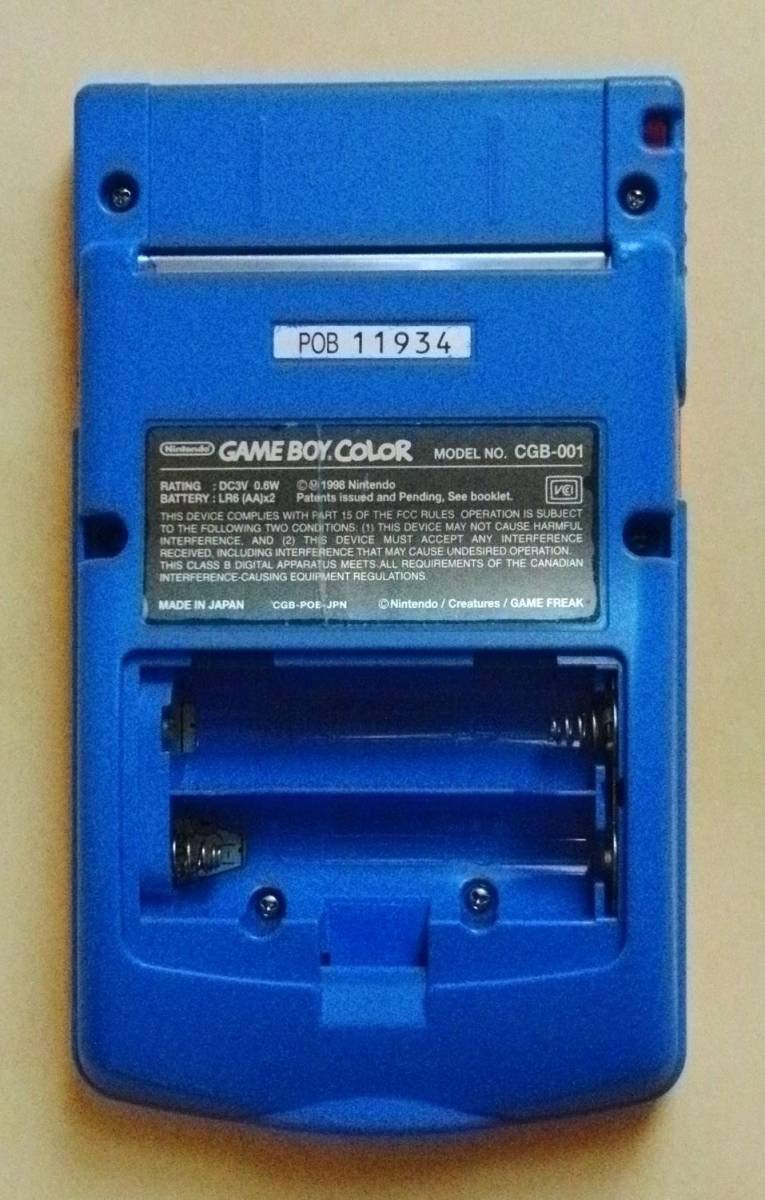 POB 11934
Nintendo GAME BOY COLOR MODEL NO. CGB-001
RATING : DC3V 0.6W ©Ⓜ1998 Nintendo
BATTERY : LR6 (AA)x2 Patents issued and Pending, See booklet.
VCI
THIS DEVICE COMPLIES WITH PART 15 OF THE FCC RULES. OPERATION IS SUBJECT
TO THE FOLLOWING TWO CONDITIONS: (1) THIS DEVICE MAY NOT CAUSE HARMFUL
INTERFERENCE, AND (2) THIS DEVICE MUST ACCEPT ANY INTERFERENCE
RECEIVED, INCLUDING INTERFERENCE THAT MAY CAUSE UNDESIRED OPERATION.
THIS CLASS B DIGITAL APPARATUS MEETS ALL REQUIREMENTS OF THE CANADIAN
INTERFERENCE-CAUSING EQUIPMENT REGULATIONS.
MADE IN JAPAN CGB-POB-JPN ©Nintendo / Creatures / GAME FREAK